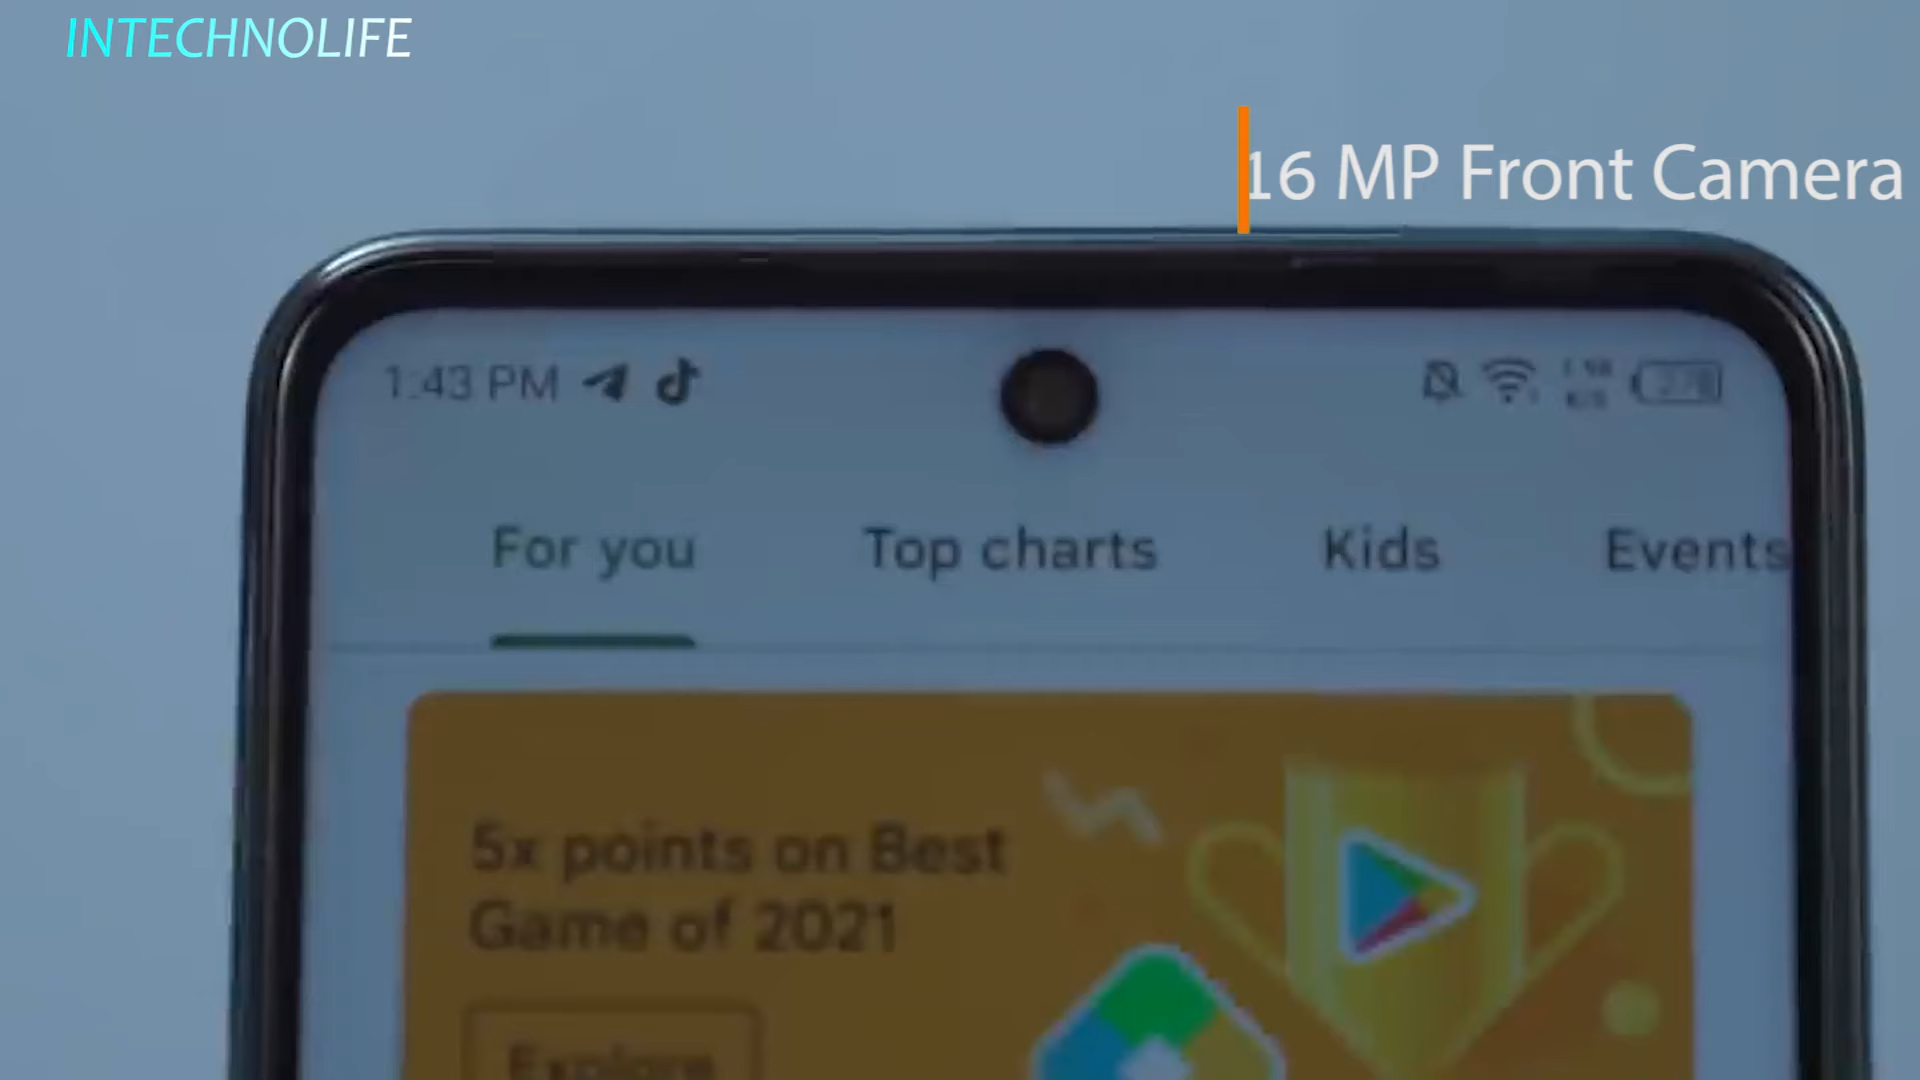 INTECHNOLIFE
16 MP Front Camera
1:43 PM
For you Top charts Kids Events
5x points on Best
Game of 2021
Explore